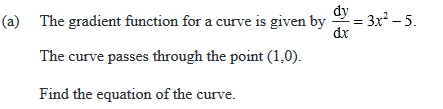 (a) The gradient function for a curve is given by dy/dx = 3x² – 5.
The curve passes through the point (1,0).
Find the equation of the curve.